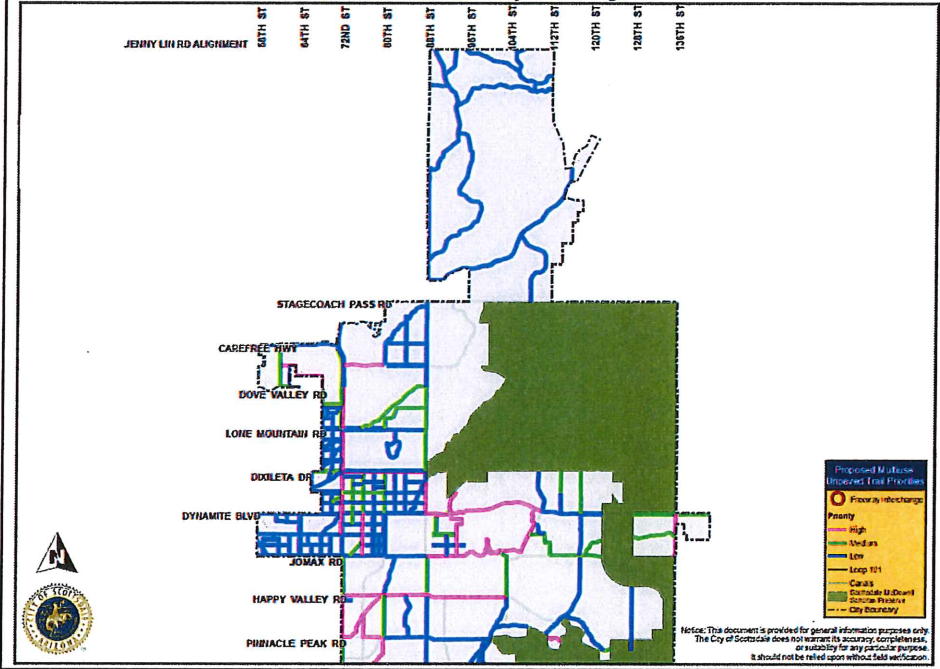 56TH ST
64TH ST
72ND ST
80TH ST
88TH ST
96TH ST
104TH ST
112TH ST
120TH ST
128TH ST
136TH ST
JENNY LIN RD ALIGNMENT
STAGECOACH PASS RD
CAREFREE HWY
DOVE VALLEY RD
LONE MOUNTAIN RD
DIXILETA DR
DYNAMITE BLVD
JOMAX RD
HAPPY VALLEY RD
PINNACLE PEAK RD
Proposed Multiuse
Unpaved Trail Priorities
Freeway Interchange
Priority
High
Medium
Low
Loop 101
Canals
Scottsdale McDowell
Sonoran Preserve
City Boundary
N
CITY OF SCOTTSDALE
ARIZONA
Notice: This document is provided for general information purposes only.
The City of Scottsdale does not warrant its accuracy, completeness,
or suitability for any particular purpose.
It should not be relied upon without field verification.